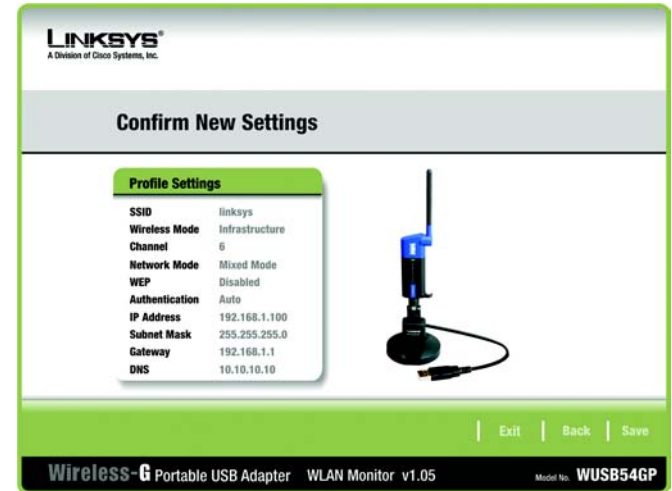 LINKSYS®
A Division of Cisco Systems, Inc.
Confirm New Settings
Profile Settings
SSID linksys
Wireless Mode Infrastructure
Channel 6
Network Mode Mixed Mode
WEP Disabled
Authentication Auto
IP Address 192.168.1.100
Subnet Mask 255.255.255.0
Gateway 192.168.1.1
DNS 10.10.10.10
Exit Back Save
Wireless-G Portable USB Adapter WLAN Monitor v1.05 Model No. WUSB54GP